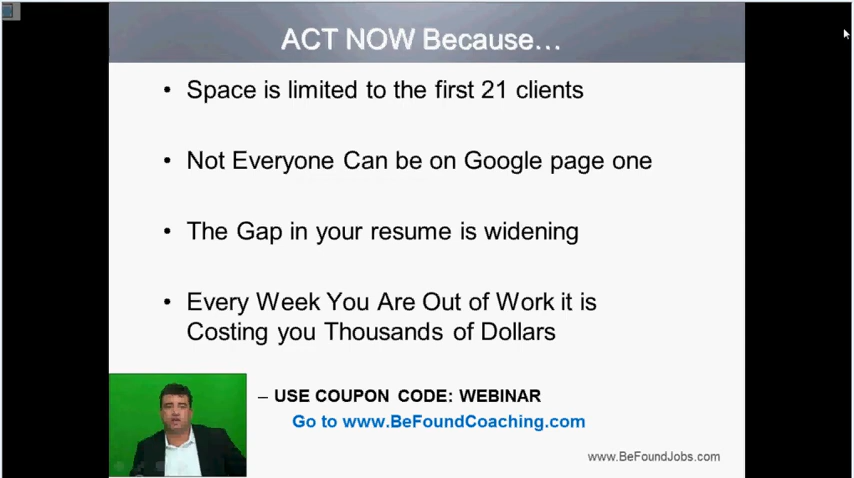 ACT NOW Because…
• Space is limited to the first 21 clients
• Not Everyone Can be on Google page one
• The Gap in your resume is widening
• Every Week You Are Out of Work it is
Costing you Thousands of Dollars
– USE COUPON CODE: WEBINAR
Go to www.BeFoundCoaching.com
www.BeFoundJobs.com